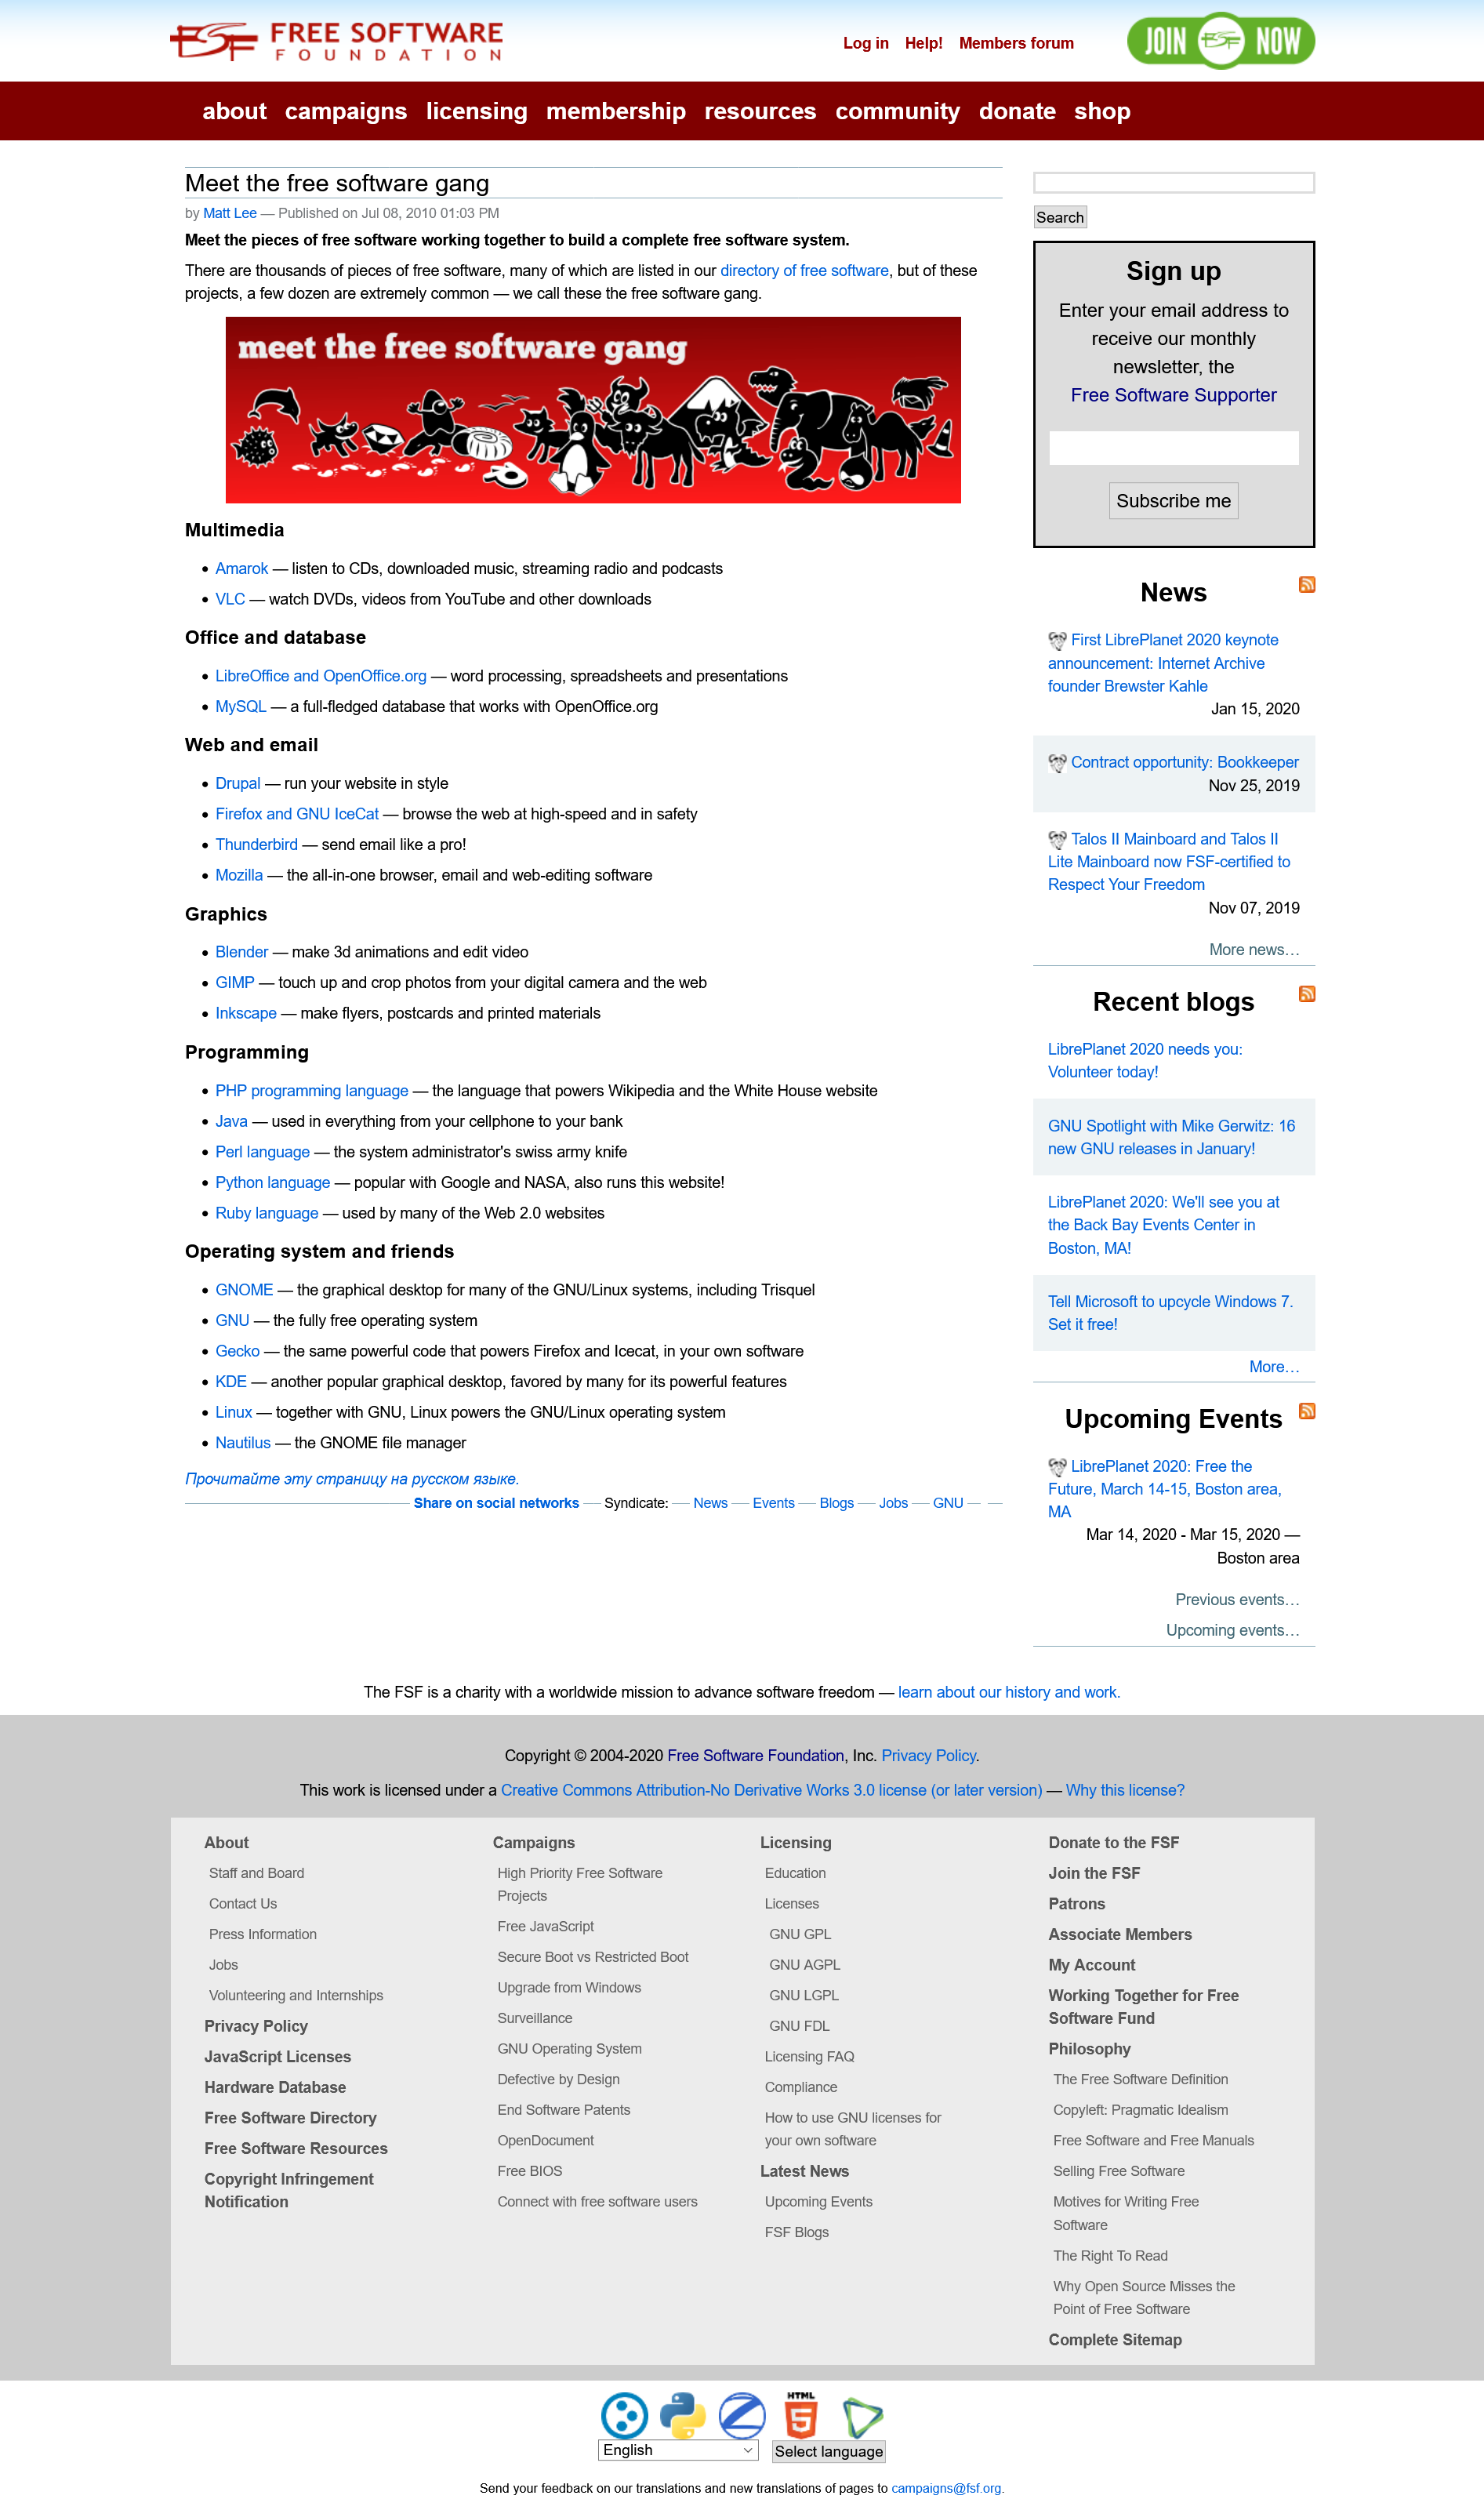 FREE SOFTWARE
FOUNDATION
Log in Help! Members forum
JOIN NOW
about campaigns licensing membership resources community donate shop
Meet the free software gang
by Matt Lee — Published on Jul 08, 2010 01:03 PM
Meet the pieces of free software working together to build a complete free software system.
There are thousands of pieces of free software, many of which are listed in our directory of free software, but of these
projects, a few dozen are extremely common — we call these the free software gang.
meet the free software gang
Multimedia
• Amarok — listen to CDs, downloaded music, streaming radio and podcasts
• VLC — watch DVDs, videos from YouTube and other downloads
Office and database
• LibreOffice and OpenOffice.org — word processing, spreadsheets and presentations
• MySQL — a full-fledged database that works with OpenOffice.org
Web and email
• Drupal — run your website in style
• Firefox and GNU IceCat — browse the web at high-speed and in safety
• Thunderbird — send email like a pro!
• Mozilla — the all-in-one browser, email and web-editing software
Graphics
• Blender — make 3d animations and edit video
• GIMP — touch up and crop photos from your digital camera and the web
• Inkscape — make flyers, postcards and printed materials
Programming
• PHP programming language — the language that powers Wikipedia and the White House website
• Java — used in everything from your cellphone to your bank
• Perl language — the system administrator's swiss army knife
• Python language — popular with Google and NASA, also runs this website!
• Ruby language — used by many of the Web 2.0 websites
Operating system and friends
• GNOME — the graphical desktop for many of the GNU/Linux systems, including Trisquel
• GNU — the fully free operating system
• Gecko — the same powerful code that powers Firefox and Icecat, in your own software
• KDE — another popular graphical desktop, favored by many for its powerful features
• Linux — together with GNU, Linux powers the GNU/Linux operating system
• Nautilus — the GNOME file manager
Прочитайте эту страницу на русском языке.
Share on social networks — Syndicate: — News — Events — Blogs — Jobs — GNU —
Search
Sign up
Enter your email address to
receive our monthly
newsletter, the
Free Software Supporter
Subscribe me
News
First LibrePlanet 2020 keynote
announcement: Internet Archive
founder Brewster Kahle
Jan 15, 2020
Contract opportunity: Bookkeeper
Nov 25, 2019
Talos II Mainboard and Talos II
Lite Mainboard now FSF-certified to
Respect Your Freedom
Nov 07, 2019
More news…
Recent blogs
LibrePlanet 2020 needs you:
Volunteer today!
GNU Spotlight with Mike Gerwitz: 16
new GNU releases in January!
LibrePlanet 2020: We'll see you at
the Back Bay Events Center in
Boston, MA!
Tell Microsoft to upcycle Windows 7.
Set it free!
More…
Upcoming Events
LibrePlanet 2020: Free the
Future, March 14-15, Boston area,
MA
Mar 14, 2020 - Mar 15, 2020 —
Boston area
Previous events…
Upcoming events…
The FSF is a charity with a worldwide mission to advance software freedom — learn about our history and work.
Copyright © 2004-2020 Free Software Foundation, Inc. Privacy Policy.
This work is licensed under a Creative Commons Attribution-No Derivative Works 3.0 license (or later version) — Why this license?
About
Staff and Board
Contact Us
Press Information
Jobs
Volunteering and Internships
Privacy Policy
JavaScript Licenses
Hardware Database
Free Software Directory
Free Software Resources
Copyright Infringement
Notification
Campaigns
High Priority Free Software
Projects
Free JavaScript
Secure Boot vs Restricted Boot
Upgrade from Windows
Surveillance
GNU Operating System
Defective by Design
End Software Patents
OpenDocument
Free BIOS
Connect with free software users
Licensing
Education
Licenses
GNU GPL
GNU AGPL
GNU LGPL
GNU FDL
Licensing FAQ
Compliance
How to use GNU licenses for
your own software
Latest News
Upcoming Events
FSF Blogs
Donate to the FSF
Join the FSF
Patrons
Associate Members
My Account
Working Together for Free
Software Fund
Philosophy
The Free Software Definition
Copyleft: Pragmatic Idealism
Free Software and Free Manuals
Selling Free Software
Motives for Writing Free
Software
The Right To Read
Why Open Source Misses the
Point of Free Software
Complete Sitemap
HTML
5
English Select language
Send your feedback on our translations and new translations of pages to campaigns@fsf.org.